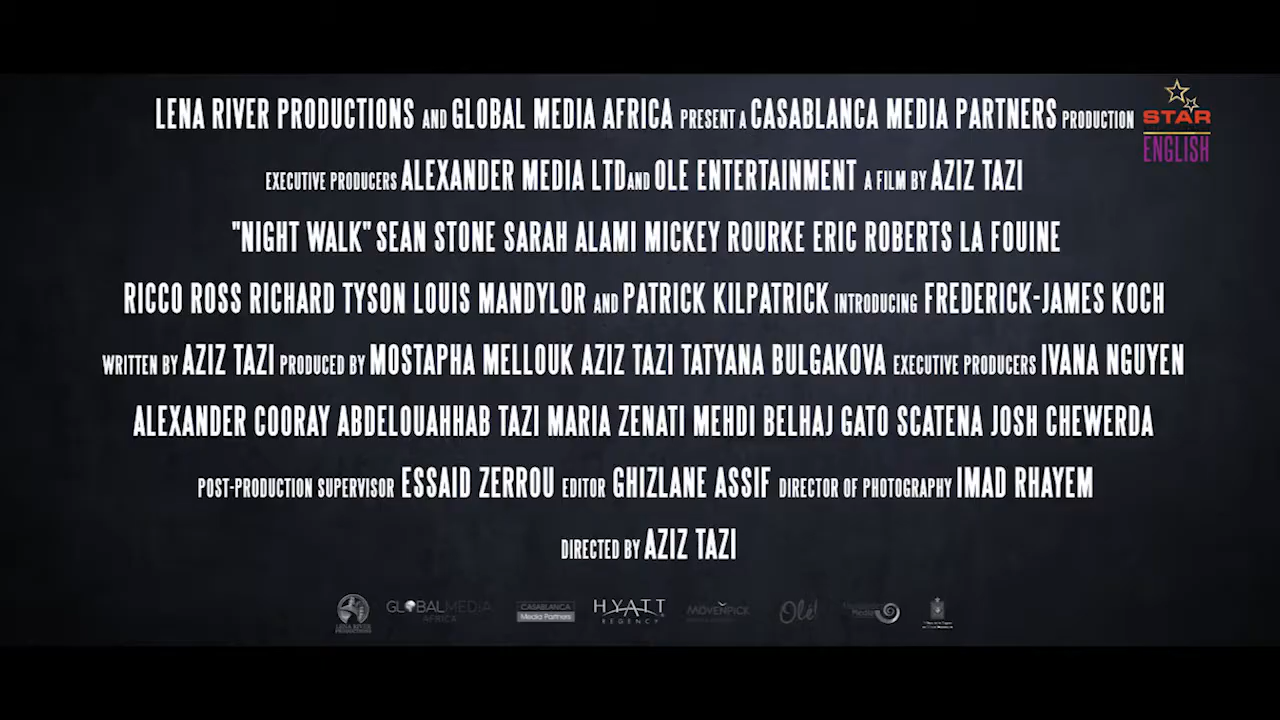 LENA RIVER PRODUCTIONS AND GLOBAL MEDIA AFRICA PRESENT A CASABLANCA MEDIA PARTNERS PRODUCTION
STAR
ENGLISH
EXECUTIVE PRODUCERS ALEXANDER MEDIA LTDAND OLE ENTERTAINMENT A FILM BY AZIZ TAZI
"NIGHT WALK" SEAN STONE SARAH ALAMI MICKEY ROURKE ERIC ROBERTS LA FOUINE
RICCO ROSS RICHARD TYSON LOUIS MANDYLOR AND PATRICK KILPATRICK INTRODUCING FREDERICK-JAMES KOCH
WRITTEN BY AZIZ TAZI PRODUCED BY MOSTAPHA MELLOUK AZIZ TAZI TATYANA BULGAKOVA EXECUTIVE PRODUCERS IVANA NGUYEN
ALEXANDER COORAY ABDELOUAHHAB TAZI MARIA ZENATI MEHDI BELHAJ GATO SCATENA JOSH CHEWERDA
POST-PRODUCTION SUPERVISOR ESSAID ZERROU EDITOR GHIZLANE ASSIF DIRECTOR OF PHOTOGRAPHY IMAD RHAYEM
DIRECTED BY AZIZ TAZI
LENA RIVER PRODUCTIONS
GLOBALMEDIA AFRICA
CASABLANCA Media Partners
HYATT REGENCY
MÖVENPICK
Olé!
Media